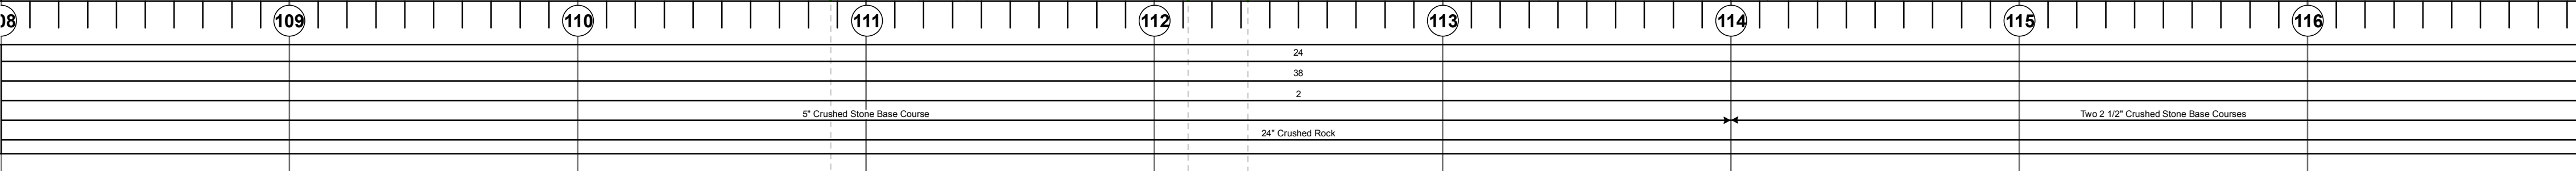 08 109 110 111 112 113 114 115 116
24
38
2
5" Crushed Stone Base Course Two 2 1/2" Crushed Stone Base Courses
24" Crushed Rock